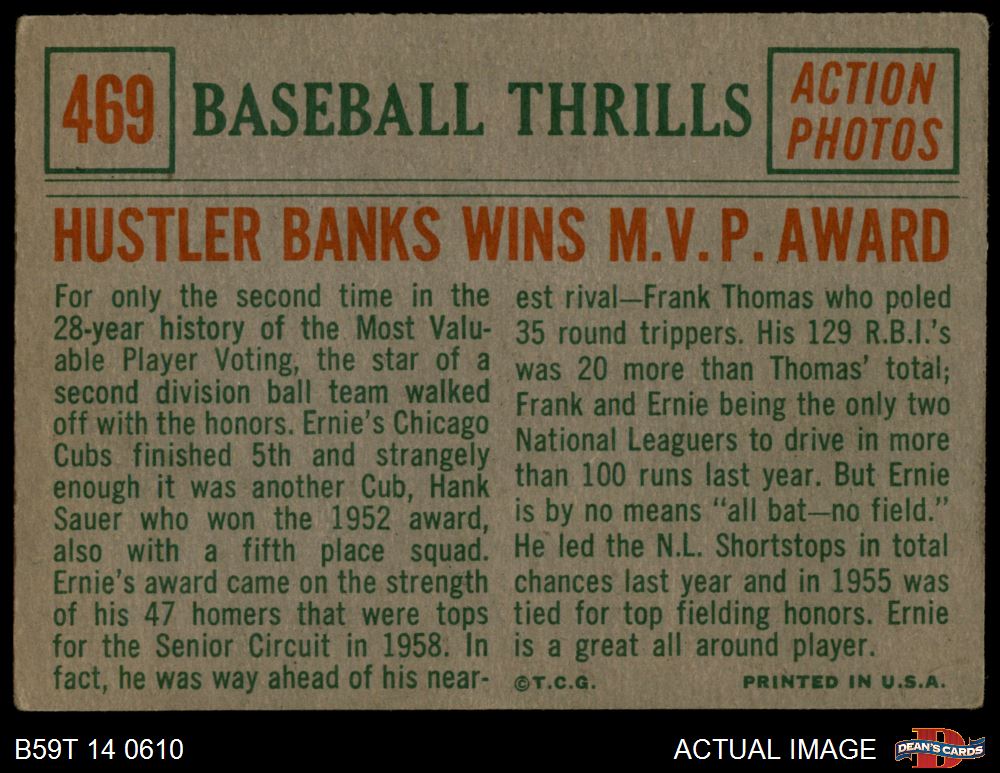 469
BASEBALL THRILLS
ACTION
PHOTOS
HUSTLER BANKS WINS M.V.P. AWARD
For only the second time in the
28-year history of the Most Valu-
able Player Voting, the star of a
second division ball team walked
off with the honors. Ernie's Chicago
Cubs finished 5th and strangely
enough it was another Cub, Hank
Sauer who won the 1952 award,
also with a fifth place squad.
Ernie's award came on the strength
of his 47 homers that were tops
for the Senior Circuit in 1958. In
fact, he was way ahead of his near-
est rival—Frank Thomas who poled
35 round trippers. His 129 R.B.I.'s
was 20 more than Thomas' total;
Frank and Ernie being the only two
National Leaguers to drive in more
than 100 runs last year. But Ernie
is by no means "all bat—no field."
He led the N.L. Shortstops in total
chances last year and in 1955 was
tied for top fielding honors. Ernie
is a great all around player.
©T.C.G. PRINTED IN U.S.A.
B59T 14 0610
ACTUAL IMAGE
DEAN'S CARDS